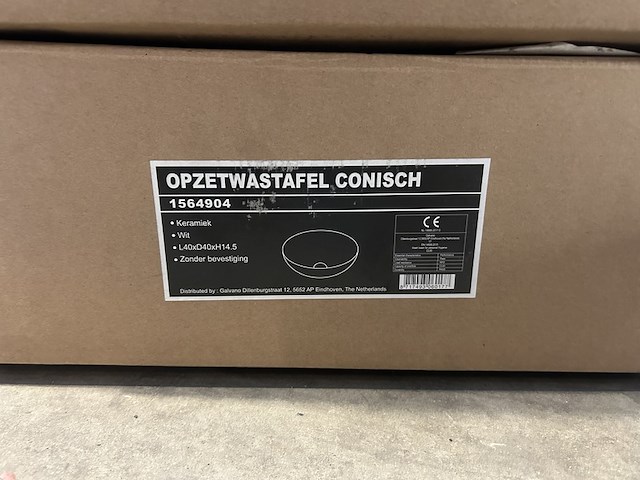 OPZETWASTAFEL CONISCH
1564904
• Keramiek
• Wit
• L40xD40xH14.5
• Zonder bevestiging
CE
Distributed by : Galvano Dillenburgstraat 12, 5652 AP Eindhoven, The Netherlands